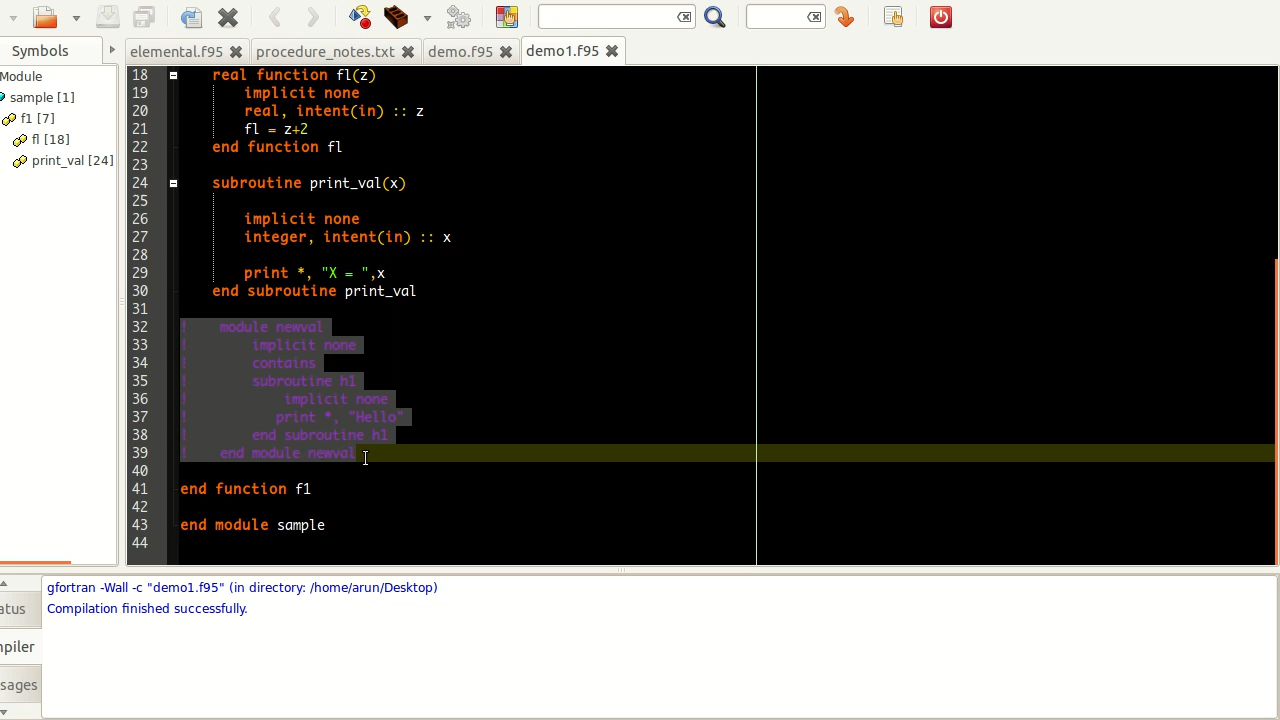 Symbols
elemental.f95
procedure_notes.txt
demo.f95
demo1.f95
Module
sample [1]
f1 [7]
fl [18]
print_val [24]
18 real function fl(z)
19 implicit none
20 real, intent(in) :: z
21 fl = z+2
22 end function fl
23
24 subroutine print_val(x)
25
26 implicit none
27 integer, intent(in) :: x
28
29 print *, "X = ",x
30 end subroutine print_val
31
32 ! module newval
33 ! implicit none
34 ! contains
35 ! subroutine h1
36 ! implicit none
37 ! print *, "Hello"
38 ! end subroutine h1
39 ! end module newval
40
41 end function f1
42
43 end module sample
44
atus
npiler
sages
gfortran -Wall -c "demo1.f95" (in directory: /home/arun/Desktop)
Compilation finished successfully.